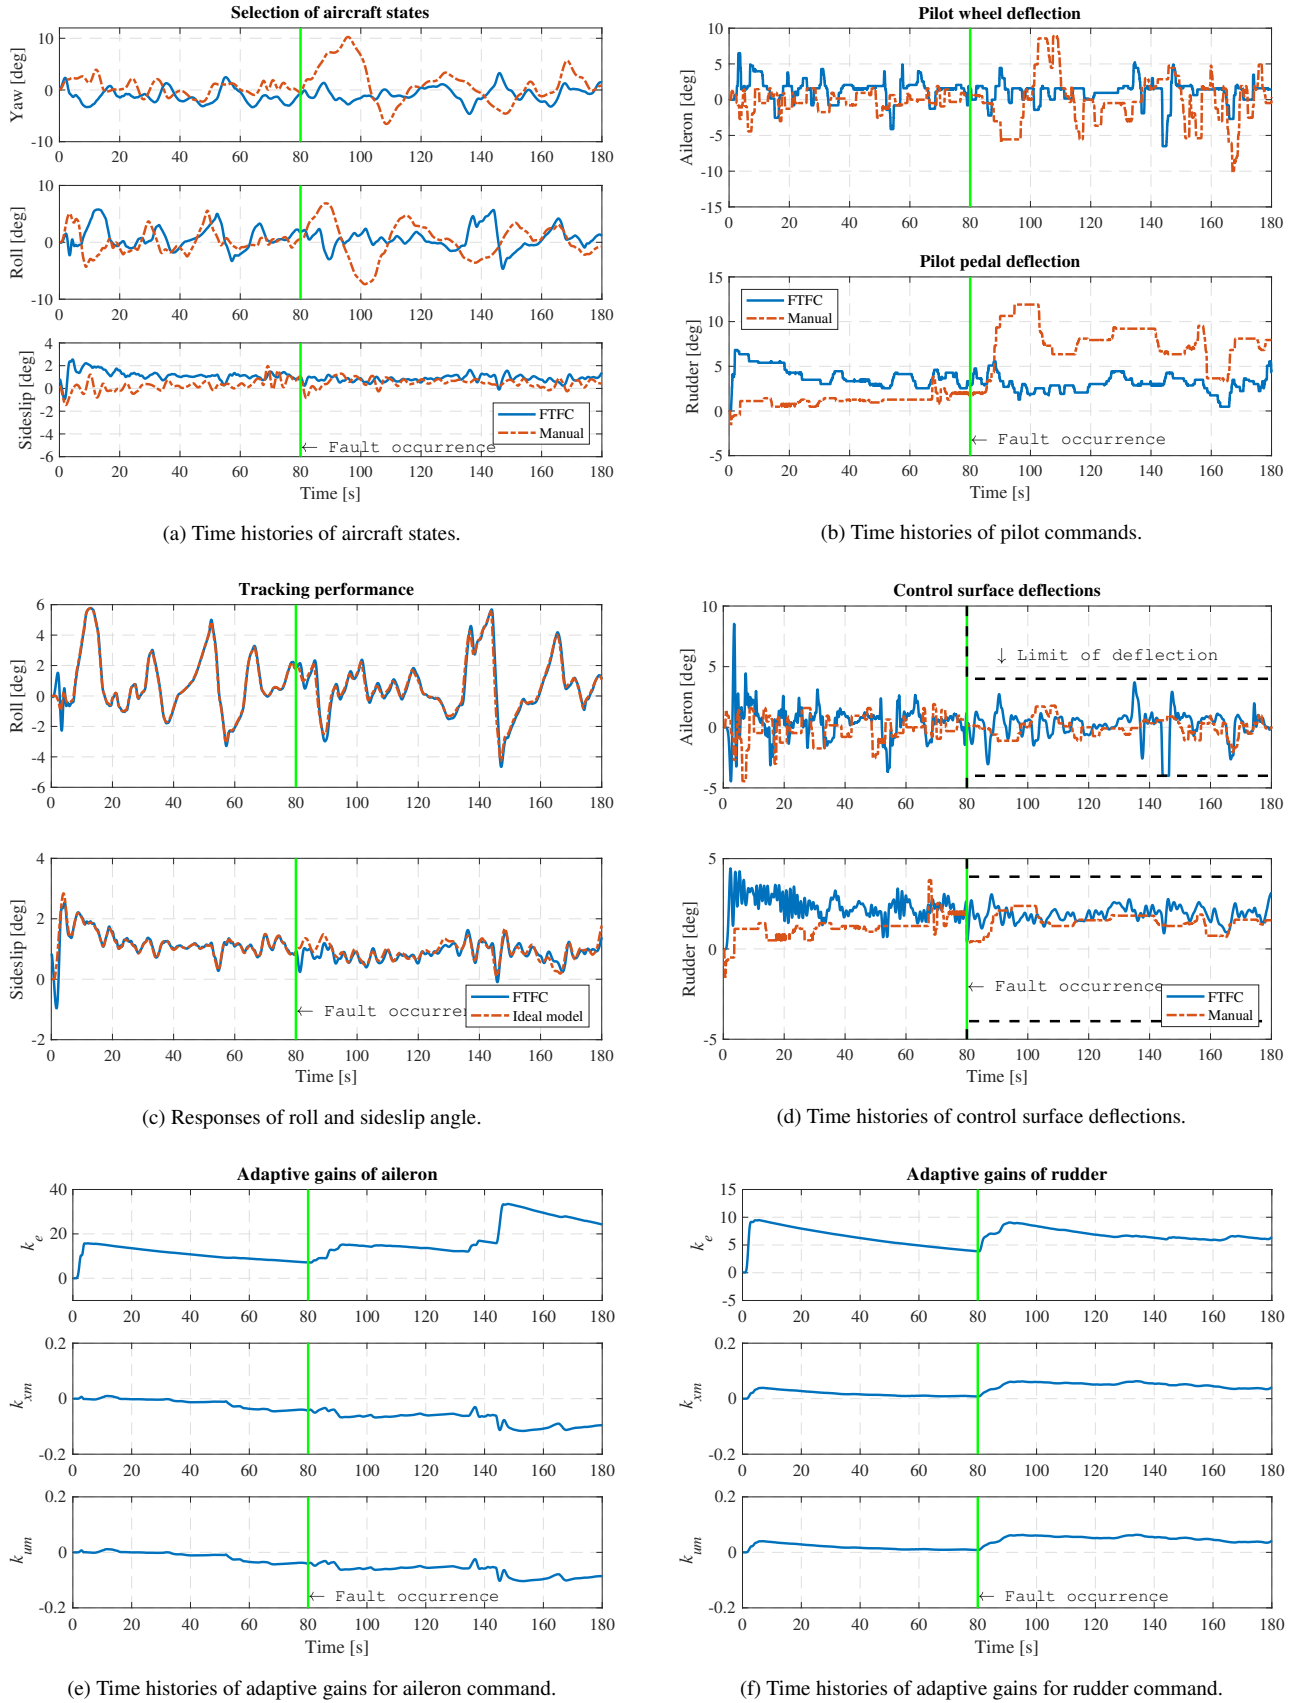 Selection of aircraft states
Yaw [deg]
10
0
-10
0 20 40 60 80 100 120 140 160 180
Roll [deg]
10
0
-10
0 20 40 60 80 100 120 140 160 180
Sideslip [deg]
4
2
0
-2
-4
-6
FTFC
Manual
← Fault occurrence
0 20 40 60 80 100 120 140 160 180
Time [s]
(a) Time histories of aircraft states.
Pilot wheel deflection
Aileron [deg]
10
5
0
-5
-10
-15
0 20 40 60 80 100 120 140 160 180
Pilot pedal deflection
Rudder [deg]
15
10
5
0
-5
FTFC
Manual
← Fault occurrence
0 20 40 60 80 100 120 140 160 180
Time [s]
(b) Time histories of pilot commands.
Tracking performance
Roll [deg]
6
4
2
0
-2
-4
-6
0 20 40 60 80 100 120 140 160 180
Sideslip [deg]
4
2
0
-2
← Fault occurren
FTFC
Ideal model
0 20 40 60 80 100 120 140 160 180
Time [s]
(c) Responses of roll and sideslip angle.
Control surface deflections
Aileron [deg]
10
5
0
-5
↓ Limit of deflection
0 20 40 60 80 100 120 140 160 180
Rudder [deg]
5
0
-5
← Fault occurrence
FTFC
Manual
0 20 40 60 80 100 120 140 160 180
Time [s]
(d) Time histories of control surface deflections.
Adaptive gains of aileron
k_e
40
20
0
0 20 40 60 80 100 120 140 160 180
k_xm
0.2
0
-0.2
0 20 40 60 80 100 120 140 160 180
k_um
0.2
0
-0.2
← Fault occurrence
0 20 40 60 80 100 120 140 160 180
Time [s]
(e) Time histories of adaptive gains for aileron command.
Adaptive gains of rudder
k_e
15
10
5
0
-5
0 20 40 60 80 100 120 140 160 180
k_xm
0.2
0
-0.2
0 20 40 60 80 100 120 140 160 180
k_um
0.2
0
-0.2
← Fault occurrence
0 20 40 60 80 100 120 140 160 180
Time [s]
(f) Time histories of adaptive gains for rudder command.